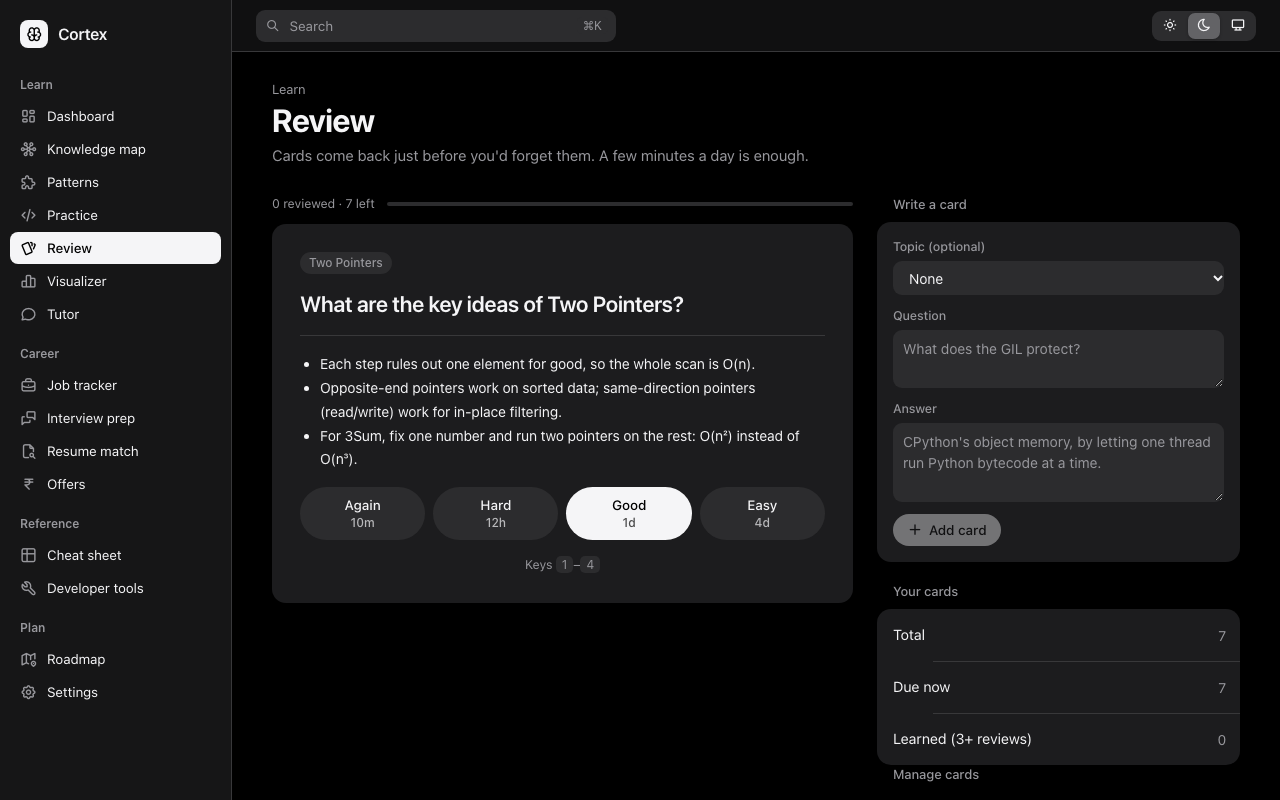 Cortex
Search
⌘K
Learn
Dashboard
Knowledge map
Patterns
Practice
Review
Visualizer
Tutor
Career
Job tracker
Interview prep
Resume match
Offers
Reference
Cheat sheet
Developer tools
Plan
Roadmap
Settings
Learn
Review
Cards come back just before you'd forget them. A few minutes a day is enough.
0 reviewed · 7 left
Two Pointers
What are the key ideas of Two Pointers?
• Each step rules out one element for good, so the whole scan is O(n).
• Opposite-end pointers work on sorted data; same-direction pointers
(read/write) work for in-place filtering.
• For 3Sum, fix one number and run two pointers on the rest: O(n²) instead of
O(n³).
Again
10m
Hard
12h
Good
1d
Easy
4d
Keys 1–4
Write a card
Topic (optional)
None
Question
What does the GIL protect?
Answer
CPython's object memory, by letting one thread
run Python bytecode at a time.
+ Add card
Your cards
Total 7
Due now 7
Learned (3+ reviews) 0
Manage cards